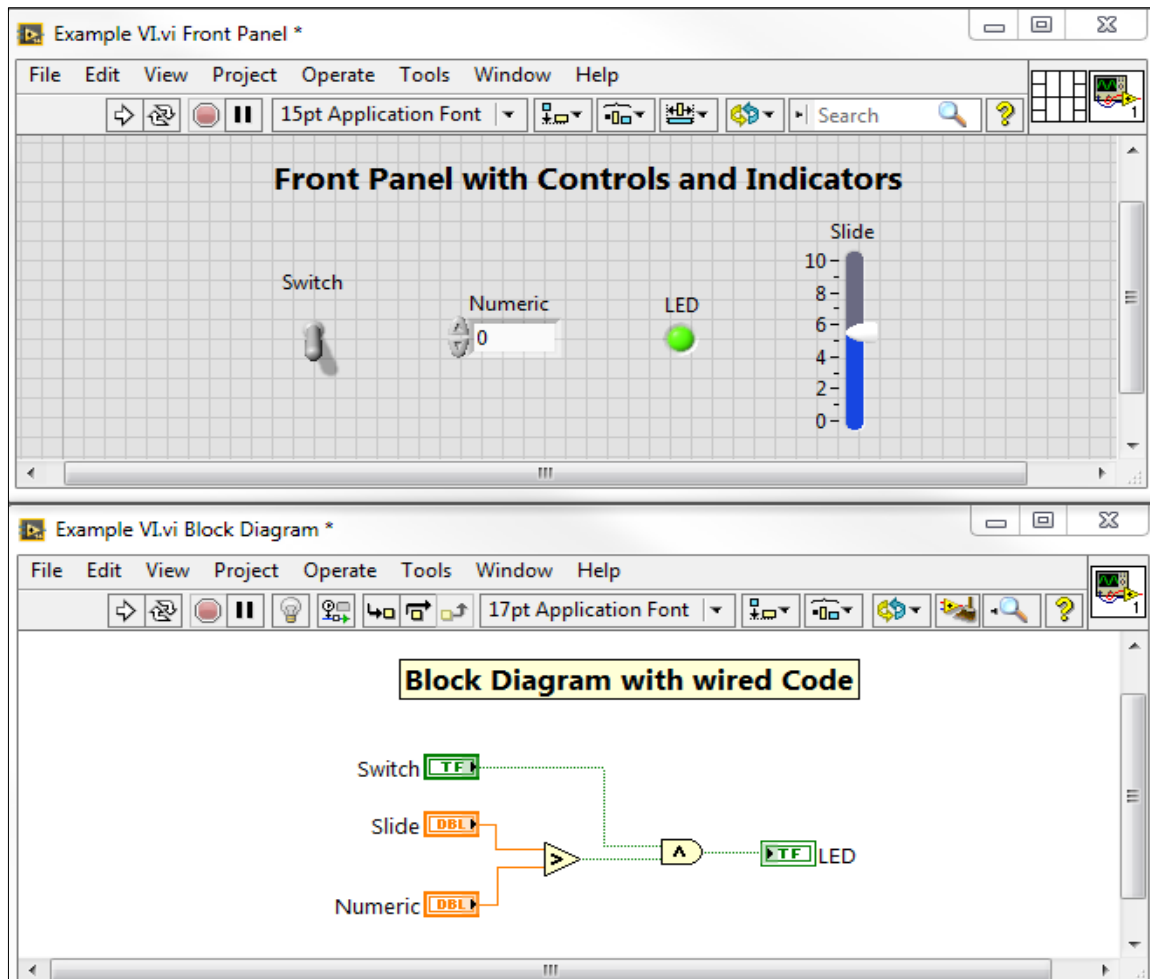 Example VI.vi Front Panel *
File Edit View Project Operate Tools Window Help
15pt Application Font Search ?
1
Front Panel with Controls and Indicators
Slide
10
Switch
8
Numeric LED
6
0
4
2
0
Example VI.vi Block Diagram *
File Edit View Project Operate Tools Window Help
17pt Application Font ?
1
Block Diagram with wired Code
Switch TF
Slide DBL
> ∧ TF LED
Numeric DBL